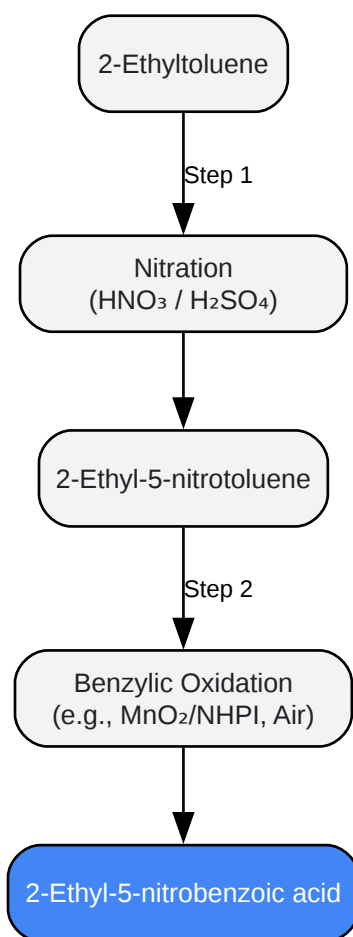 2-Ethyltoluene
Step 1
Nitration
(HNO₃ / H₂SO₄)
2-Ethyl-5-nitrotoluene
Step 2
Benzylic Oxidation
(e.g., MnO₂/NHPI, Air)
2-Ethyl-5-nitrobenzoic acid